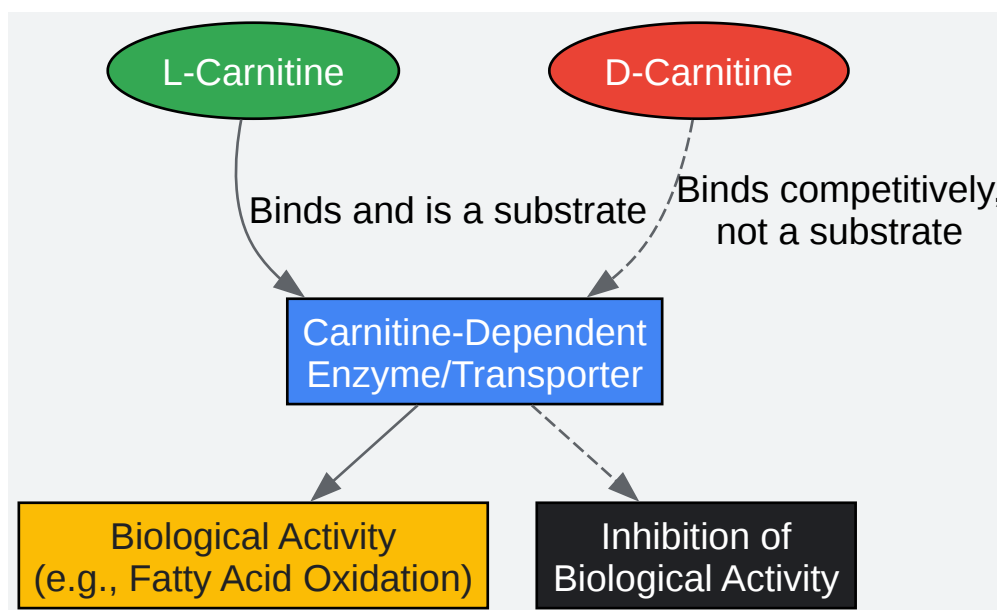 L-Carnitine
D-Carnitine
Binds and is a substrate
Binds competitively,
not a substrate
Carnitine-Dependent
Enzyme/Transporter
Biological Activity
(e.g., Fatty Acid Oxidation)
Inhibition of
Biological Activity